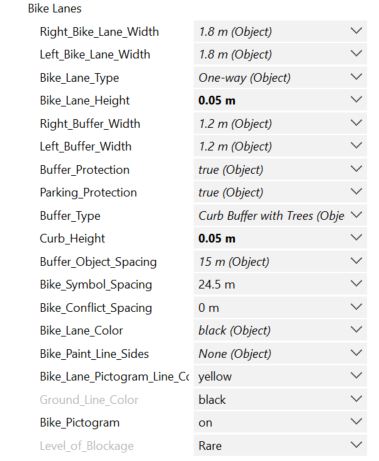 Bike Lanes
Right_Bike_Lane_Width 1.8 m (Object)
Left_Bike_Lane_Width 1.8 m (Object)
Bike_Lane_Type One-way (Object)
Bike_Lane_Height 0.05 m
Right_Buffer_Width 1.2 m (Object)
Left_Buffer_Width 1.2 m (Object)
Buffer_Protection true (Object)
Parking_Protection true (Object)
Buffer_Type Curb Buffer with Trees (Obje
Curb_Height 0.05 m
Buffer_Object_Spacing 15 m (Object)
Bike_Symbol_Spacing 24.5 m
Bike_Conflict_Spacing 0 m
Bike_Lane_Color black (Object)
Bike_Paint_Line_Sides None (Object)
Bike_Lane_Pictogram_Line_Co yellow
Ground_Line_Color black
Bike_Pictogram on
Level_of_Blockage Rare